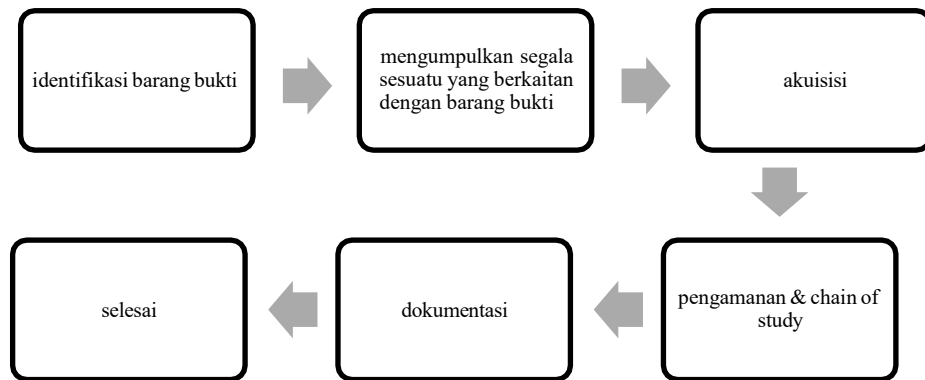 identifikasi barang bukti
mengumpulkan segala
sesuatu yang berkaitan
dengan barang bukti
akuisisi
pengamanan & chain of
study
dokumentasi
selesai